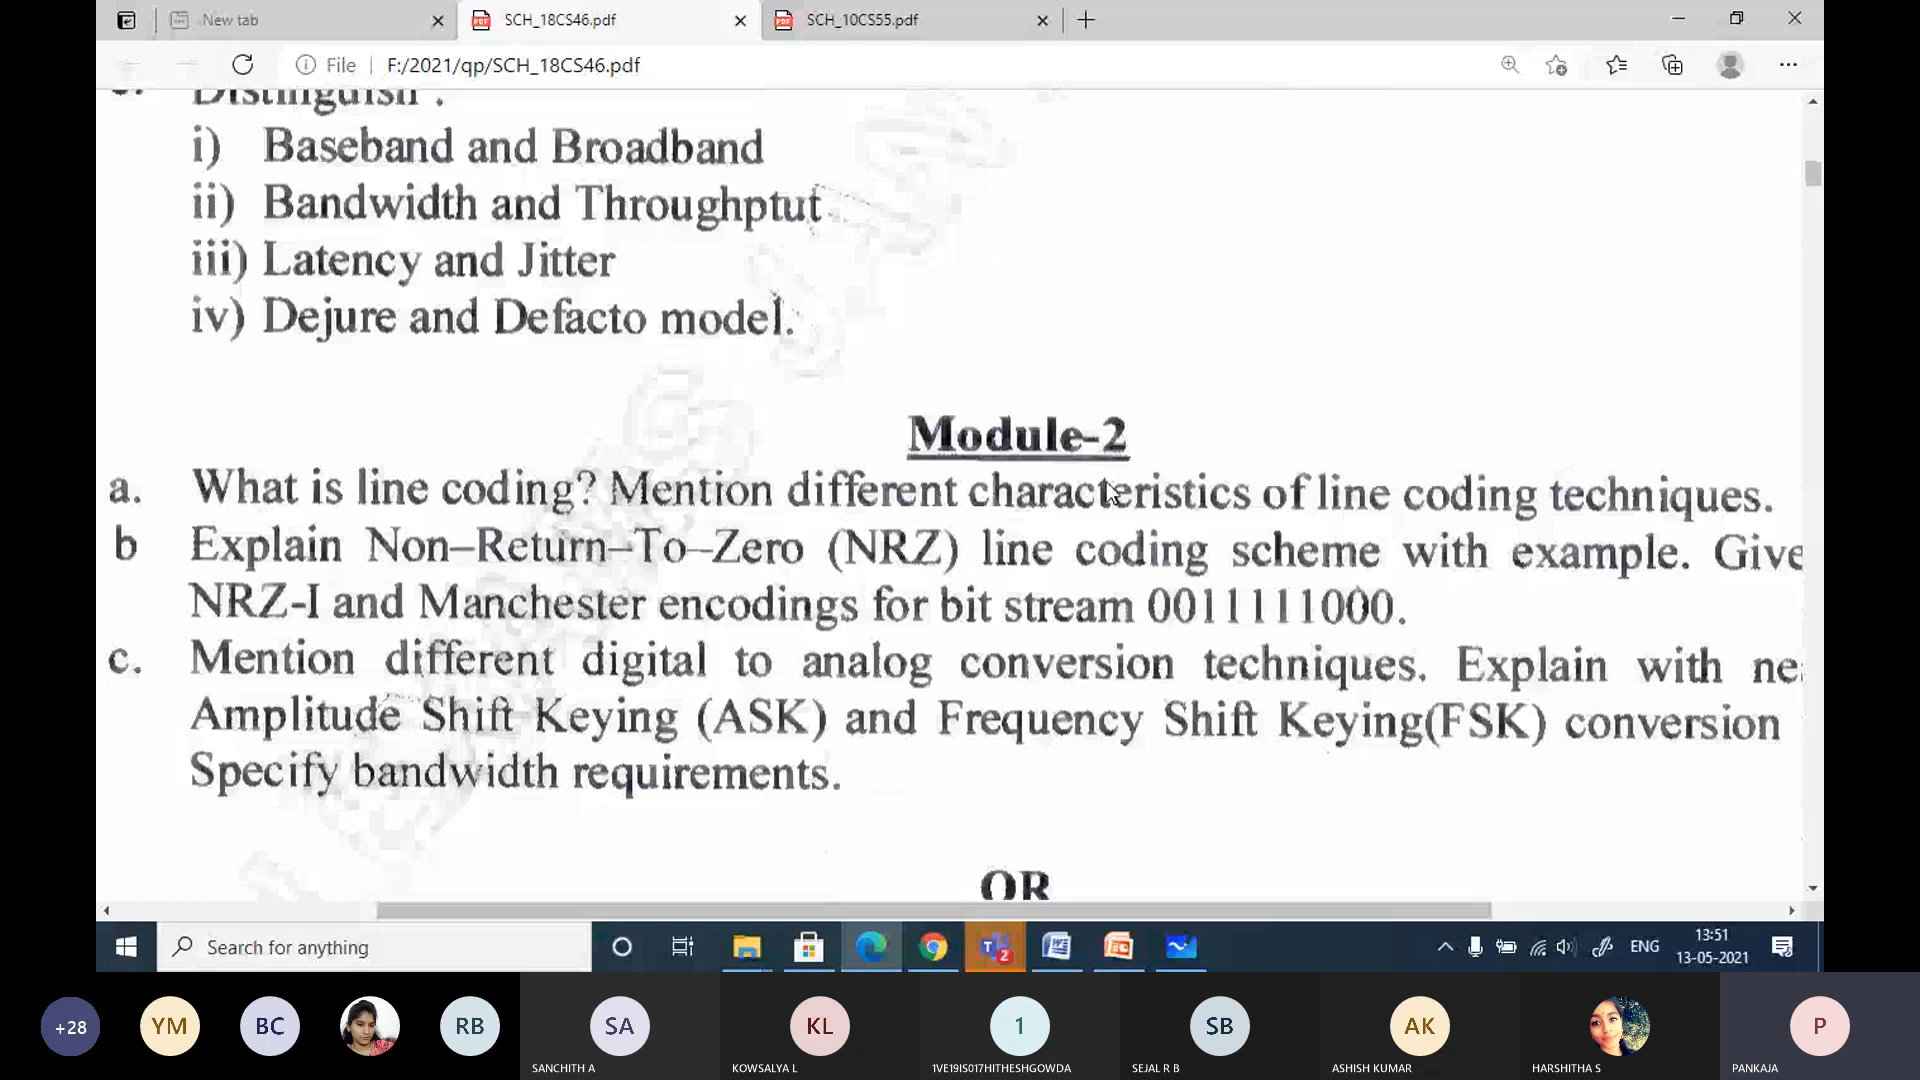 New tab
SCH_18CS46.pdf
SCH_10CS55.pdf
File
F:/2021/qp/SCH_18CS46.pdf
Distinguish :
i) Baseband and Broadband
ii) Bandwidth and Throughptut
iii) Latency and Jitter
iv) Dejure and Defacto model.
Module-2
a. What is line coding? Mention different characteristics of line coding techniques.
b Explain Non–Return–To–Zero (NRZ) line coding scheme with example. Give
NRZ-I and Manchester encodings for bit stream 0011111000.
c. Mention different digital to analog conversion techniques. Explain with ne
Amplitude Shift Keying (ASK) and Frequency Shift Keying(FSK) conversion
Specify bandwidth requirements.
OR
Search for anything
2
ENG
13:51
13-05-2021
+28
YM
BC
RB
SA
KL
1
SB
AK
P
SANCHITH A
KOWSALYA L
1VE19IS017HITHESHGOWDA
SEJAL R B
ASHISH KUMAR
HARSHITHA S
PANKAJA